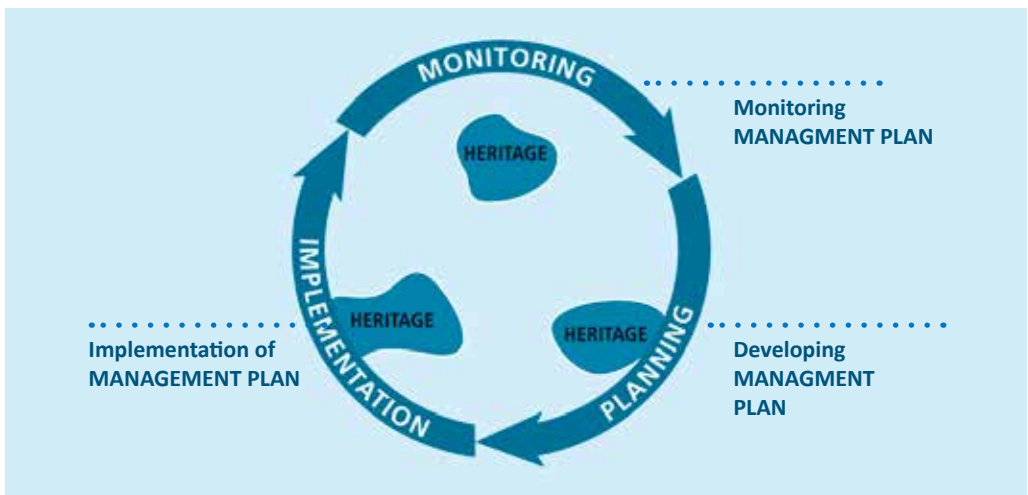 MONITORING
Monitoring
MANAGMENT PLAN
HERITAGE
IMPLEMENTATION
HERITAGE
HERITAGE
PLANNING
Implementation of
MANAGEMENT PLAN
Developing
MANAGMENT
PLAN